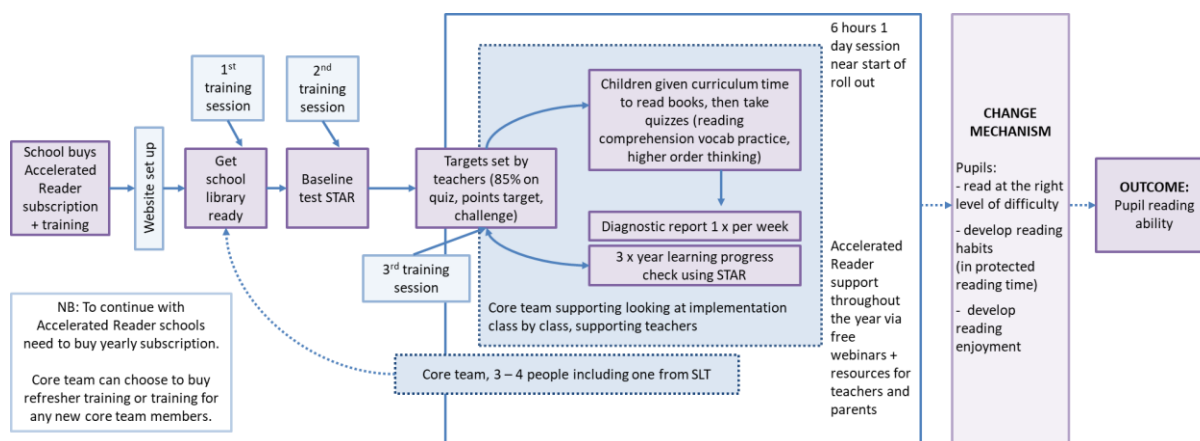 School buys
Accelerated
Reader
subscription
+ training
Website set up
1st
training
session
Get
school
library
ready
2nd
training
session
Baseline
test STAR
Targets set by
teachers (85% on
quiz, points target,
challenge)
3rd training
session
Children given curriculum time
to read books, then take
quizzes (reading
comprehension vocab practice,
higher order thinking)
Diagnostic report 1 x per week
3 x year learning progress
check using STAR
Core team supporting looking at implementation
class by class, supporting teachers
Core team, 3 – 4 people including one from SLT
6 hours 1
day session
near start of
roll out
Accelerated
Reader
support
throughout
the year via
free
webinars +
resources for
teachers and
parents
CHANGE
MECHANISM
Pupils:
- read at the right
level of difficulty
- develop reading
habits
(in protected
reading time)
- develop
reading
enjoyment
OUTCOME:
Pupil reading
ability
NB: To continue with
Accelerated Reader schools
need to buy yearly subscription.
Core team can choose to buy
refresher training or training for
any new core team members.